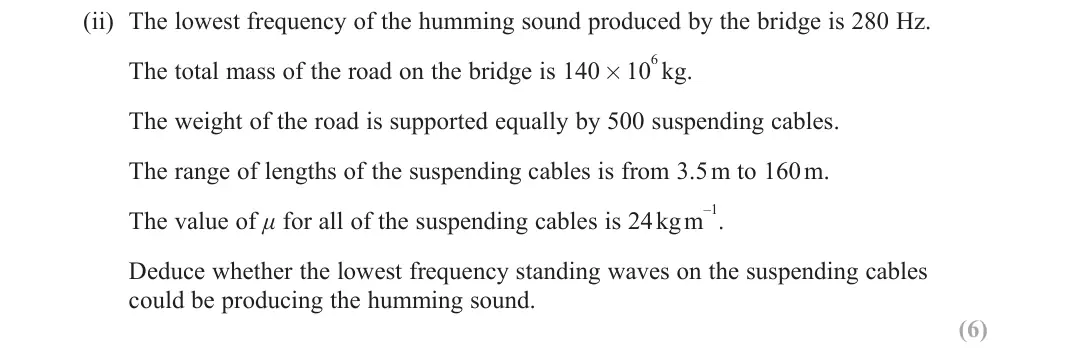 (ii) The lowest frequency of the humming sound produced by the bridge is 280 Hz.
The total mass of the road on the bridge is 140 × 10⁶ kg.
The weight of the road is supported equally by 500 suspending cables.
The range of lengths of the suspending cables is from 3.5 m to 160 m.
The value of μ for all of the suspending cables is 24 kg m⁻¹.
Deduce whether the lowest frequency standing waves on the suspending cables
could be producing the humming sound.
(6)